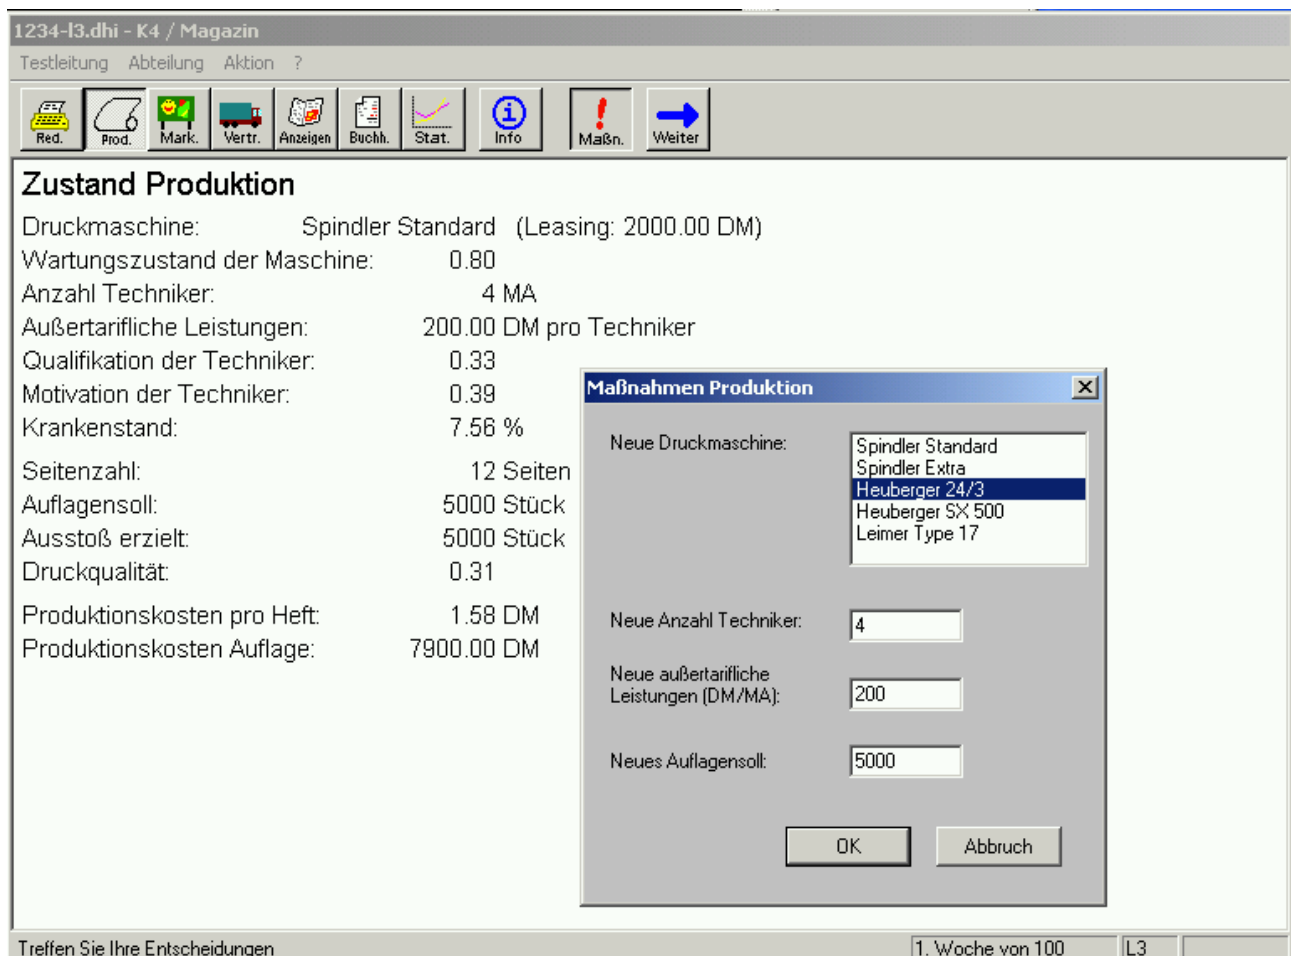 1234-l3.dhi - K4 / Magazin
Testleitung Abteilung Aktion ?
Red. Prod. Mark. Vertr. Anzeigen Buchh. Stat. Info Maßn. Weiter
Zustand Produktion
Druckmaschine: Spindler Standard (Leasing: 2000.00 DM)
Wartungszustand der Maschine: 0.80
Anzahl Techniker: 4 MA
Außertarifliche Leistungen: 200.00 DM pro Techniker
Qualifikation der Techniker: 0.33
Motivation der Techniker: 0.39
Krankenstand: 7.56 %
Seitenzahl: 12 Seiten
Auflagensoll: 5000 Stück
Ausstoß erzielt: 5000 Stück
Druckqualität: 0.31
Produktionskosten pro Heft: 1.58 DM
Produktionskosten Auflage: 7900.00 DM
Maßnahmen Produktion
Neue Druckmaschine:
Spindler Standard
Spindler Extra
Heuberger 24/3
Heuberger SX 500
Leimer Type 17
Neue Anzahl Techniker: 4
Neue außertarifliche
Leistungen (DM/MA): 200
Neues Auflagensoll: 5000
OK Abbruch
Treffen Sie Ihre Entscheidungen 1. Woche von 100 L3